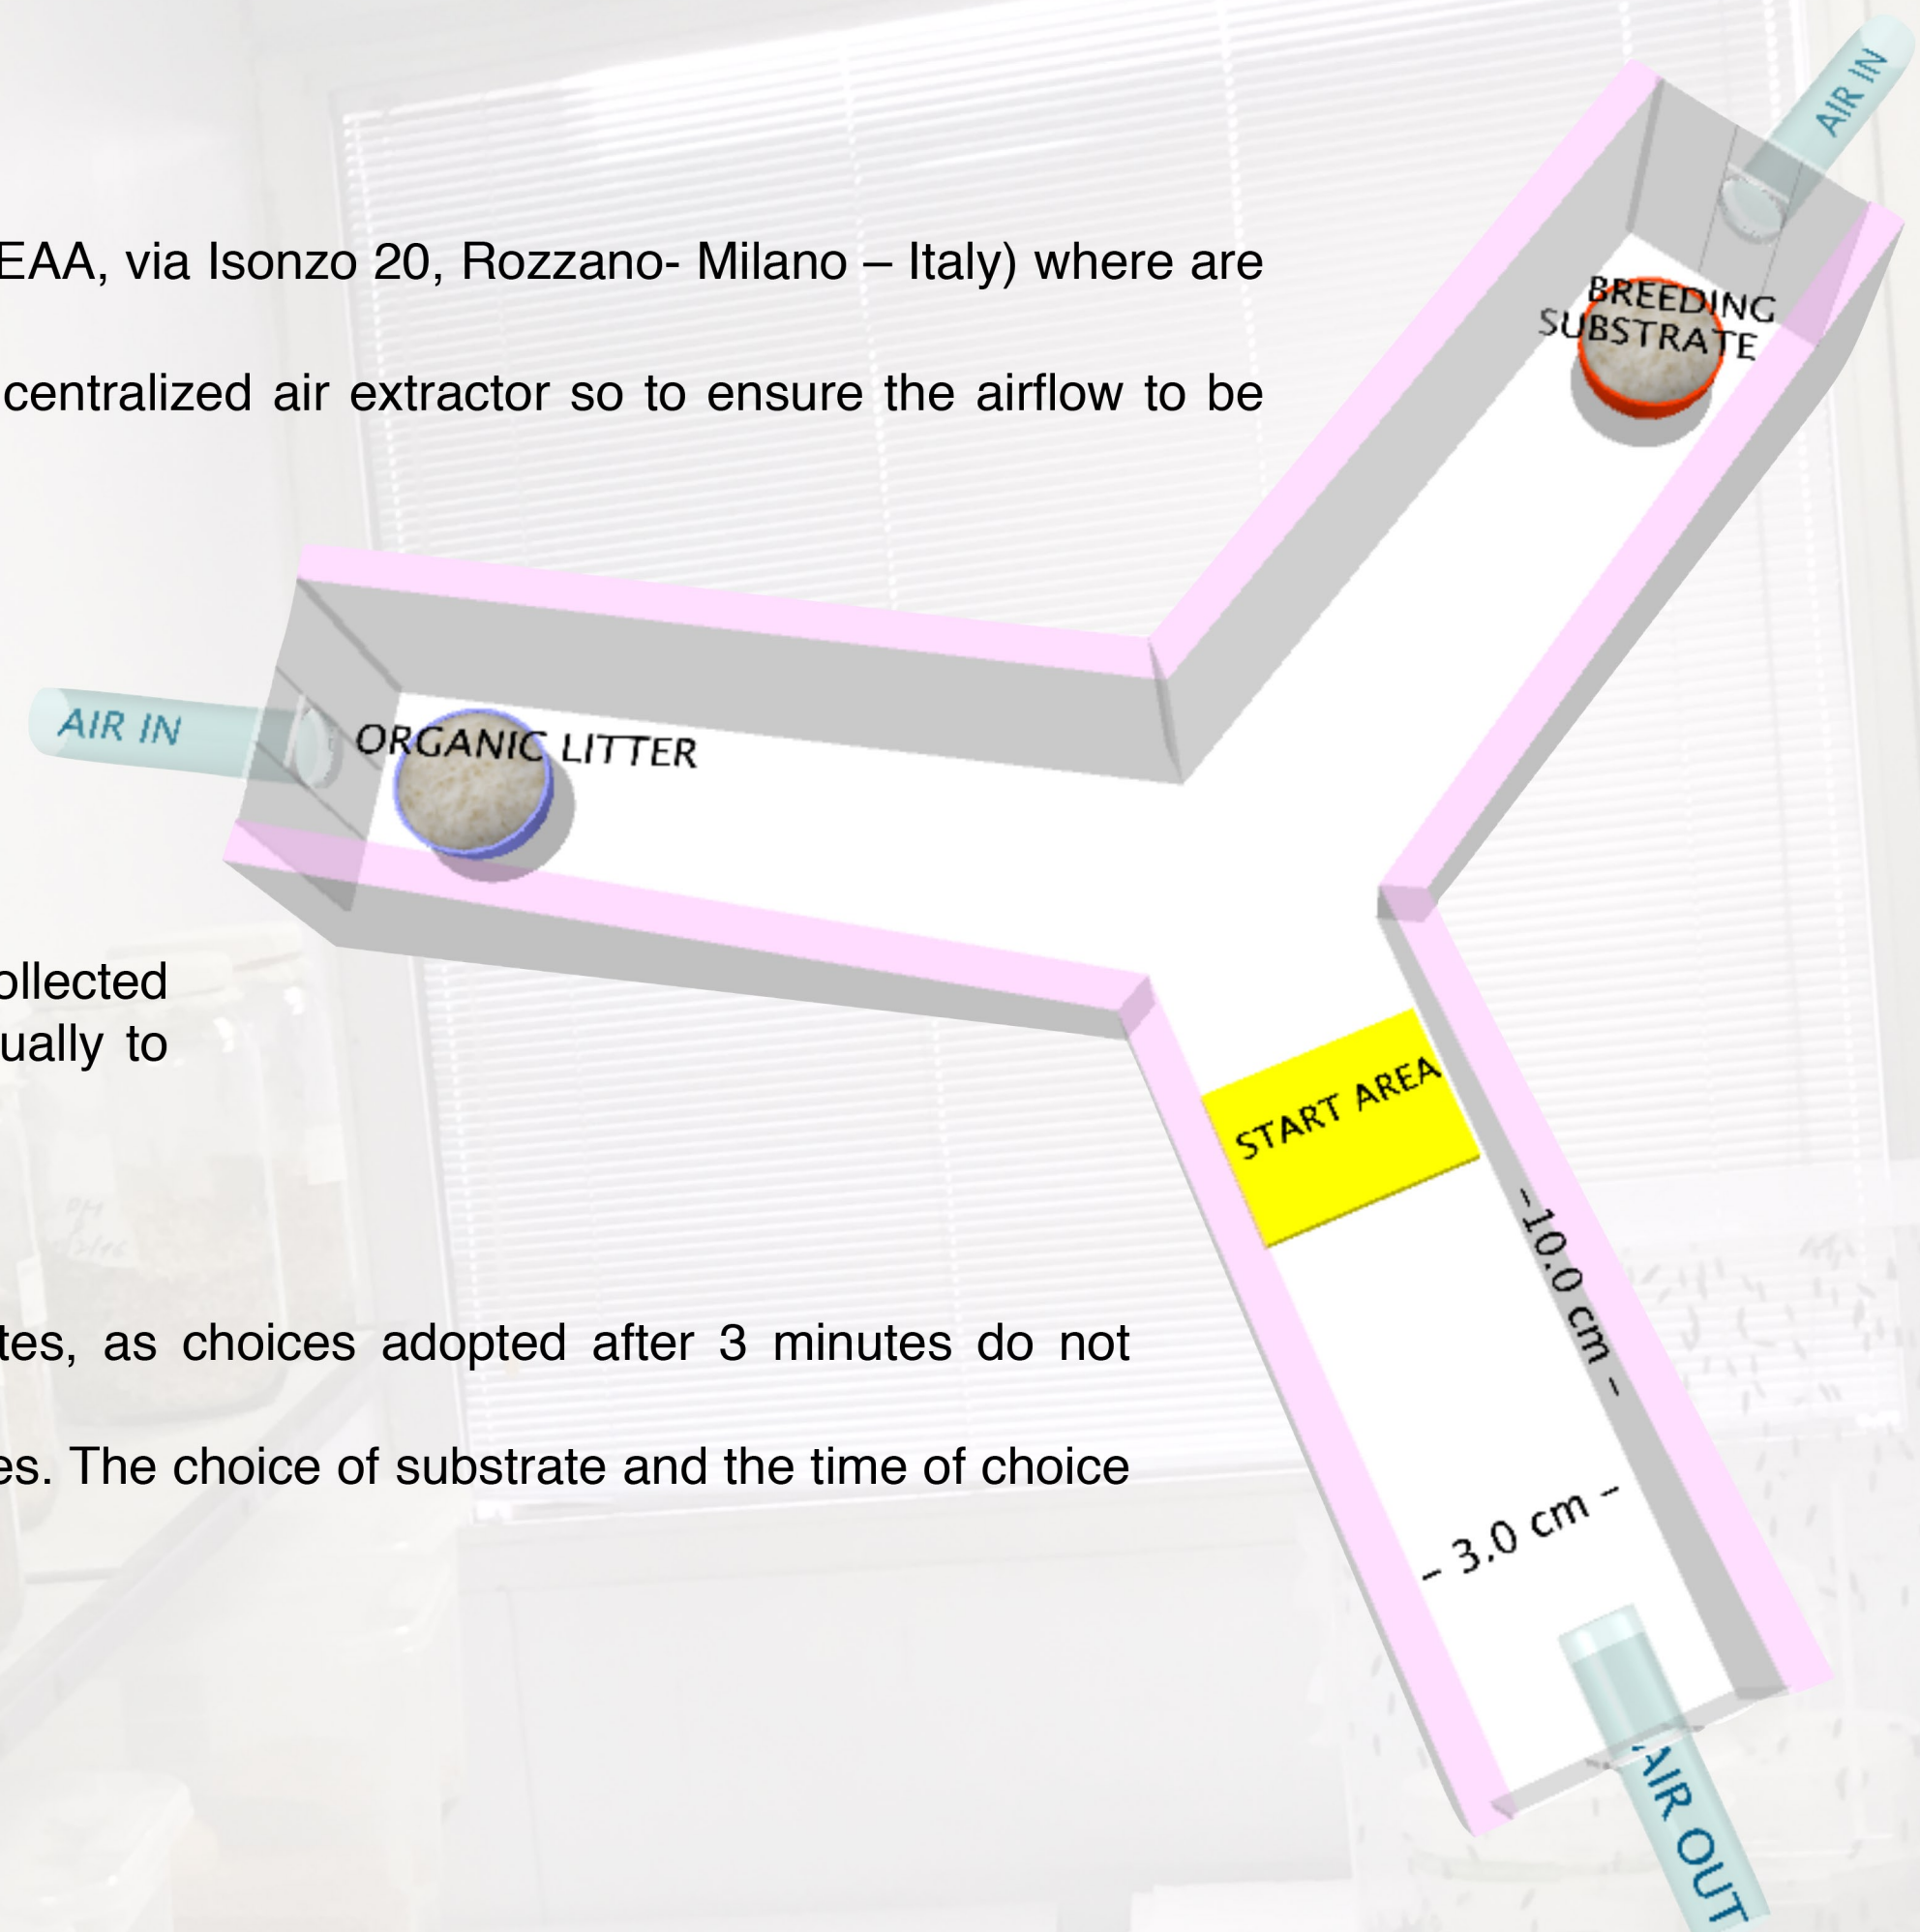 AIR IN
EAA, via Isonzo 20, Rozzano- Milano – Italy) where are
BREEDING
SUBSTRATE
centralized air extractor so to ensure the airflow to be
AIR IN
ORGANIC LITTER
ollected
ually to
START AREA
-10.0 cm -
tes, as choices adopted after 3 minutes do not
es. The choice of substrate and the time of choice
- 3.0 cm -
AIR OUT